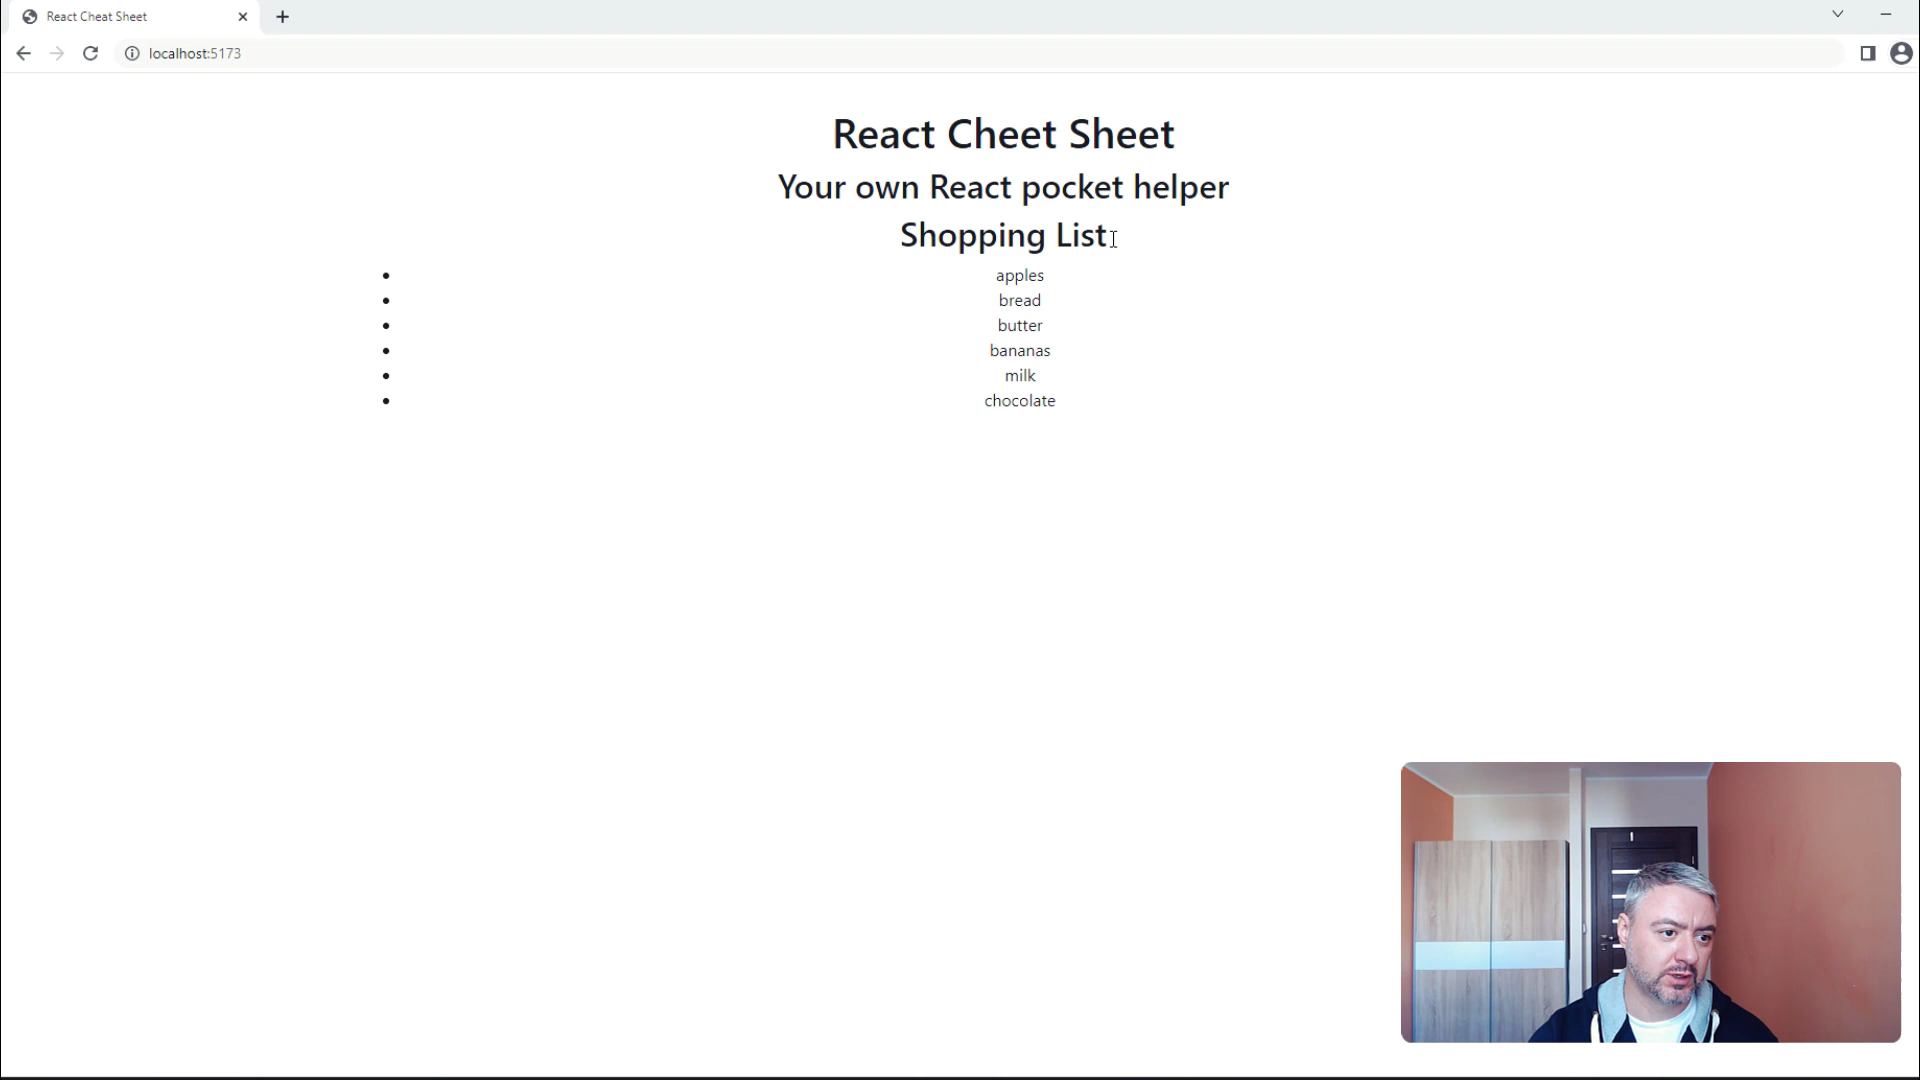 React Cheat Sheet
localhost:5173
React Cheet Sheet
Your own React pocket helper
Shopping List
apples
bread
butter
bananas
milk
chocolate